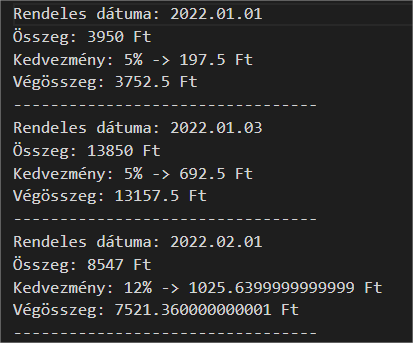 Rendeles dátuma: 2022.01.01
Összeg: 3950 Ft
Kedvezmény: 5% -> 197.5 Ft
Végösszeg: 3752.5 Ft
--------------------------------
Rendeles dátuma: 2022.01.03
Összeg: 13850 Ft
Kedvezmény: 5% -> 692.5 Ft
Végösszeg: 13157.5 Ft
--------------------------------
Rendeles dátuma: 2022.02.01
Összeg: 8547 Ft
Kedvezmény: 12% -> 1025.6399999999999 Ft
Végösszeg: 7521.360000000001 Ft
--------------------------------